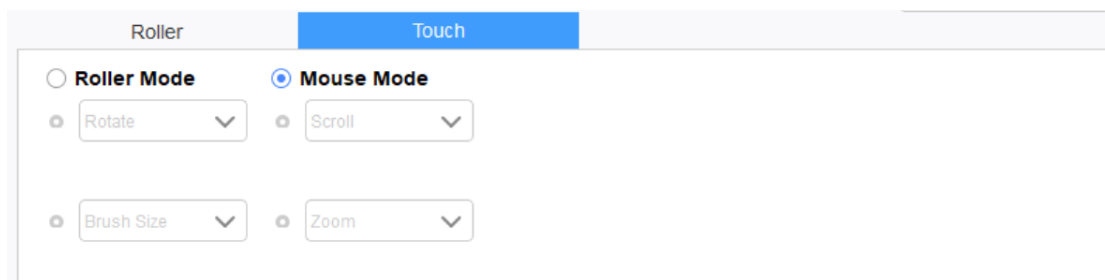 Roller Touch
Roller Mode Mouse Mode
Rotate Scroll
Brush Size Zoom